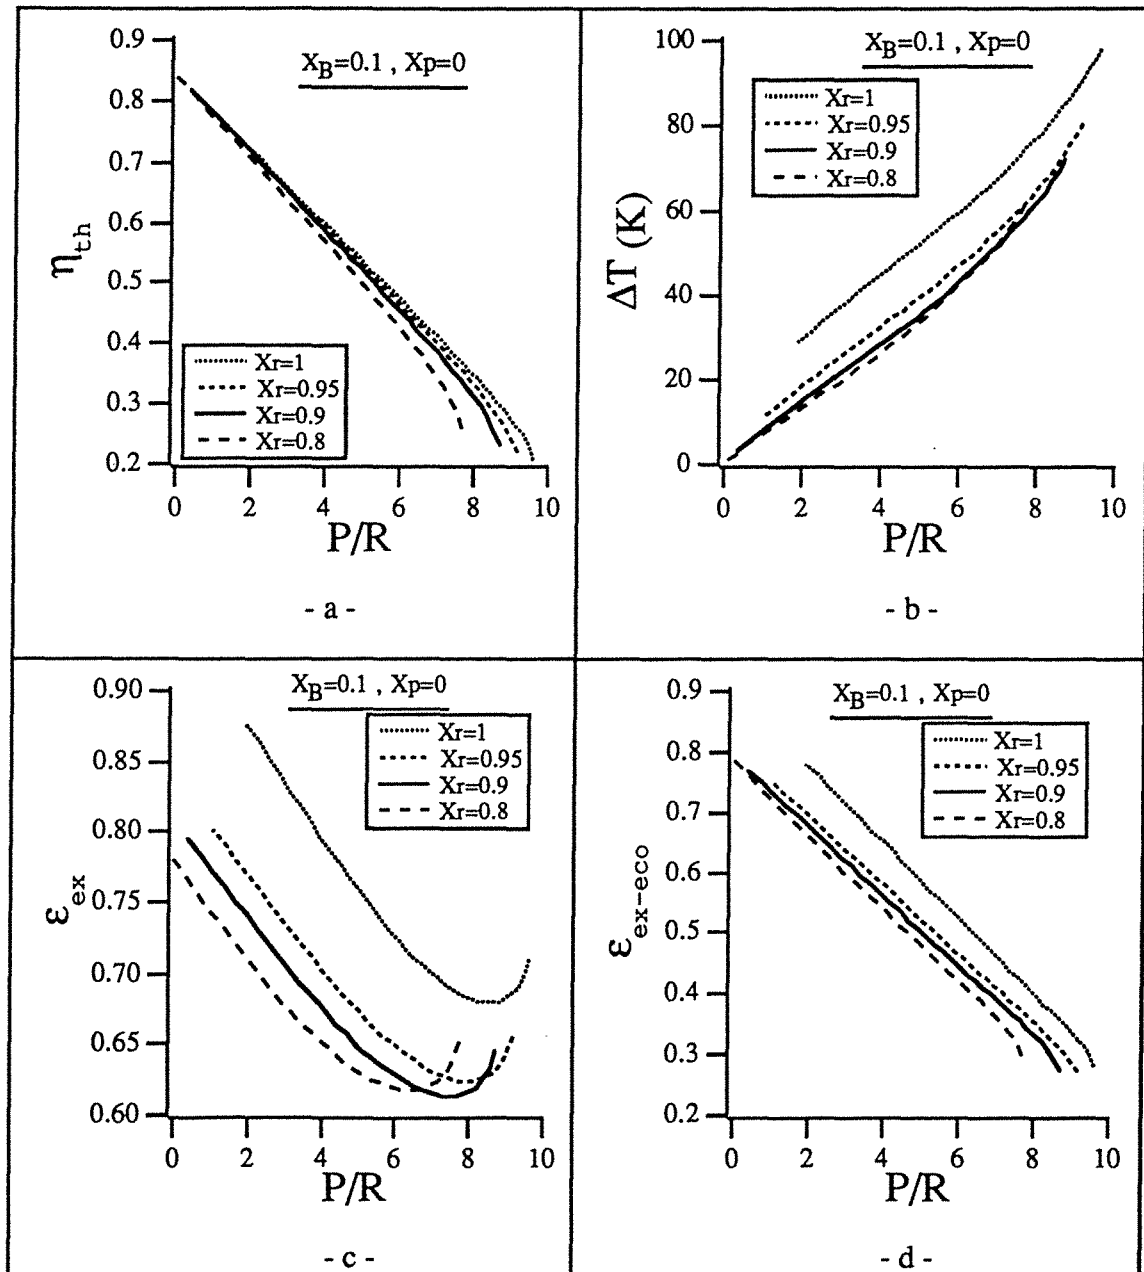 X_B=0.1 , Xp=0
0.9
0.8
0.7
0.6
0.5
0.4
0.3
0.2
η_th
Xr=1
Xr=0.95
Xr=0.9
Xr=0.8
0 2 4 6 8 10
P/R
- a -
X_B=0.1 , Xp=0
100
80
60
40
20
0
ΔT (K)
Xr=1
Xr=0.95
Xr=0.9
Xr=0.8
0 2 4 6 8 10
P/R
- b -
X_B=0.1 , Xp=0
0.90
0.85
0.80
0.75
0.70
0.65
0.60
ε_ex
Xr=1
Xr=0.95
Xr=0.9
Xr=0.8
0 2 4 6 8 10
P/R
- c -
X_B=0.1 , Xp=0
0.9
0.8
0.7
0.6
0.5
0.4
0.3
0.2
ε_ex-eco
Xr=1
Xr=0.95
Xr=0.9
Xr=0.8
0 2 4 6 8 10
P/R
- d -